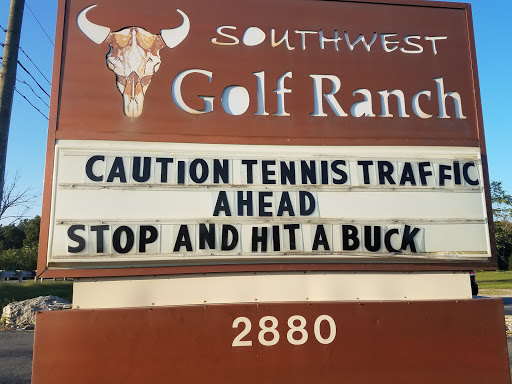 SOUTHWEST
Golf Ranch
CAUTION TENNIS TRAFFIC
AHEAD
STOP AND HIT A BUCK
2880